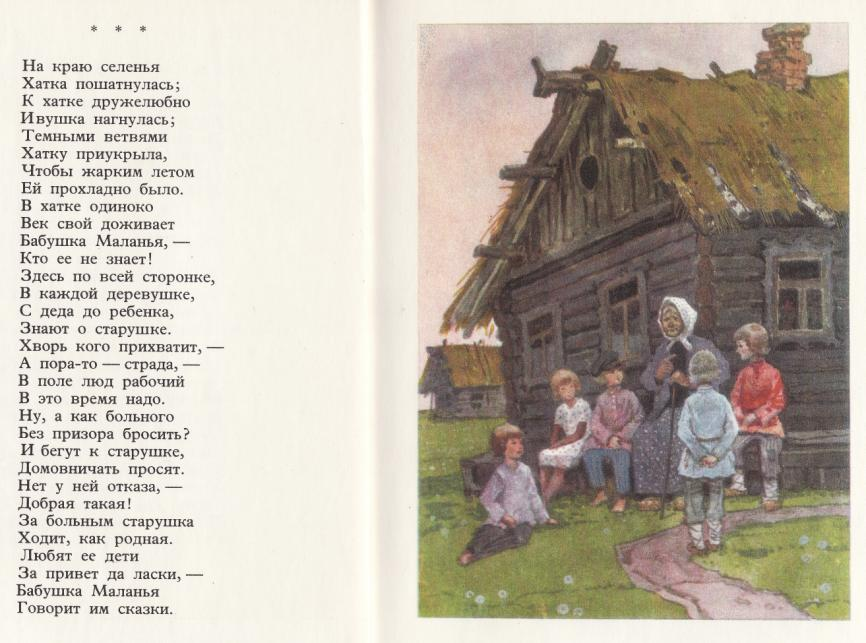 * * *
На краю селенья
Хатка пошатнулась;
К хатке дружелюбно
Ивушка нагнулась;
Темными ветвями
Хатку приукрыла,
Чтобы жарким летом
Ей прохладно было.
В хатке одиноко
Век свой доживает
Бабушка Маланья, —
Кто ее не знает!
Здесь по всей сторонке,
В каждой деревушке,
С деда до ребенка,
Знают о старушке.
Хворь кого прихватит, —
А пора-то — страда, —
В поле люд рабочий
В это время надо.
Ну, а как больного
Без призора бросить?
И бегут к старушке,
Домовничать просят.
Нет у ней отказа, —
Добрая такая!
За больным старушка
Ходит, как родная.
Любят ее дети
За привет да ласки, —
Бабушка Маланья
Говорит им сказки.